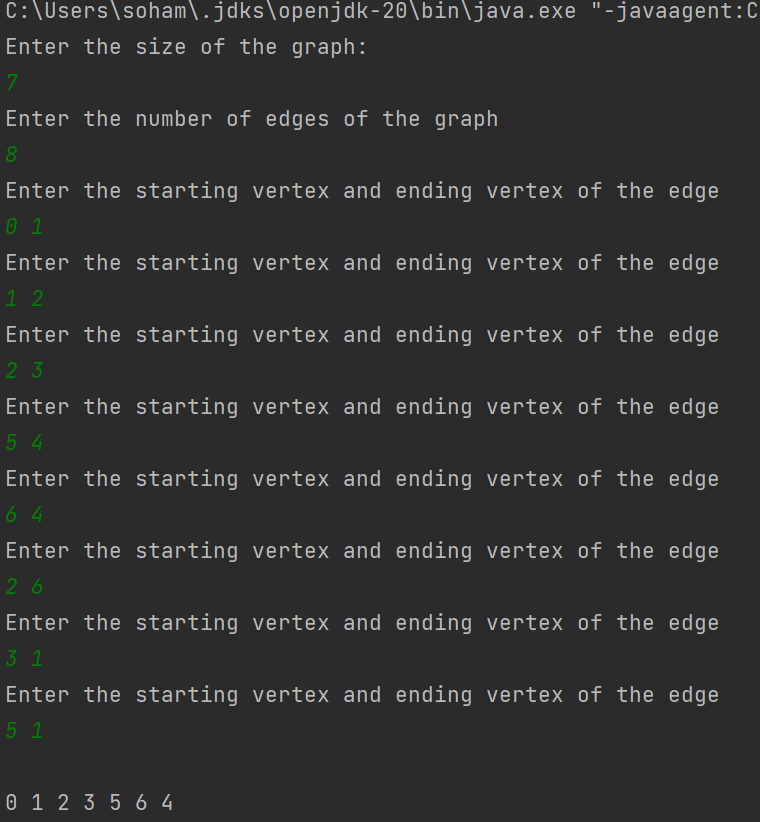 C:\Users\soham\.jdks\openjdk-20\bin\java.exe "-javaagent:C
Enter the size of the graph:
7
Enter the number of edges of the graph
8
Enter the starting vertex and ending vertex of the edge
0 1
Enter the starting vertex and ending vertex of the edge
1 2
Enter the starting vertex and ending vertex of the edge
2 3
Enter the starting vertex and ending vertex of the edge
5 4
Enter the starting vertex and ending vertex of the edge
6 4
Enter the starting vertex and ending vertex of the edge
2 6
Enter the starting vertex and ending vertex of the edge
3 1
Enter the starting vertex and ending vertex of the edge
5 1
0 1 2 3 5 6 4